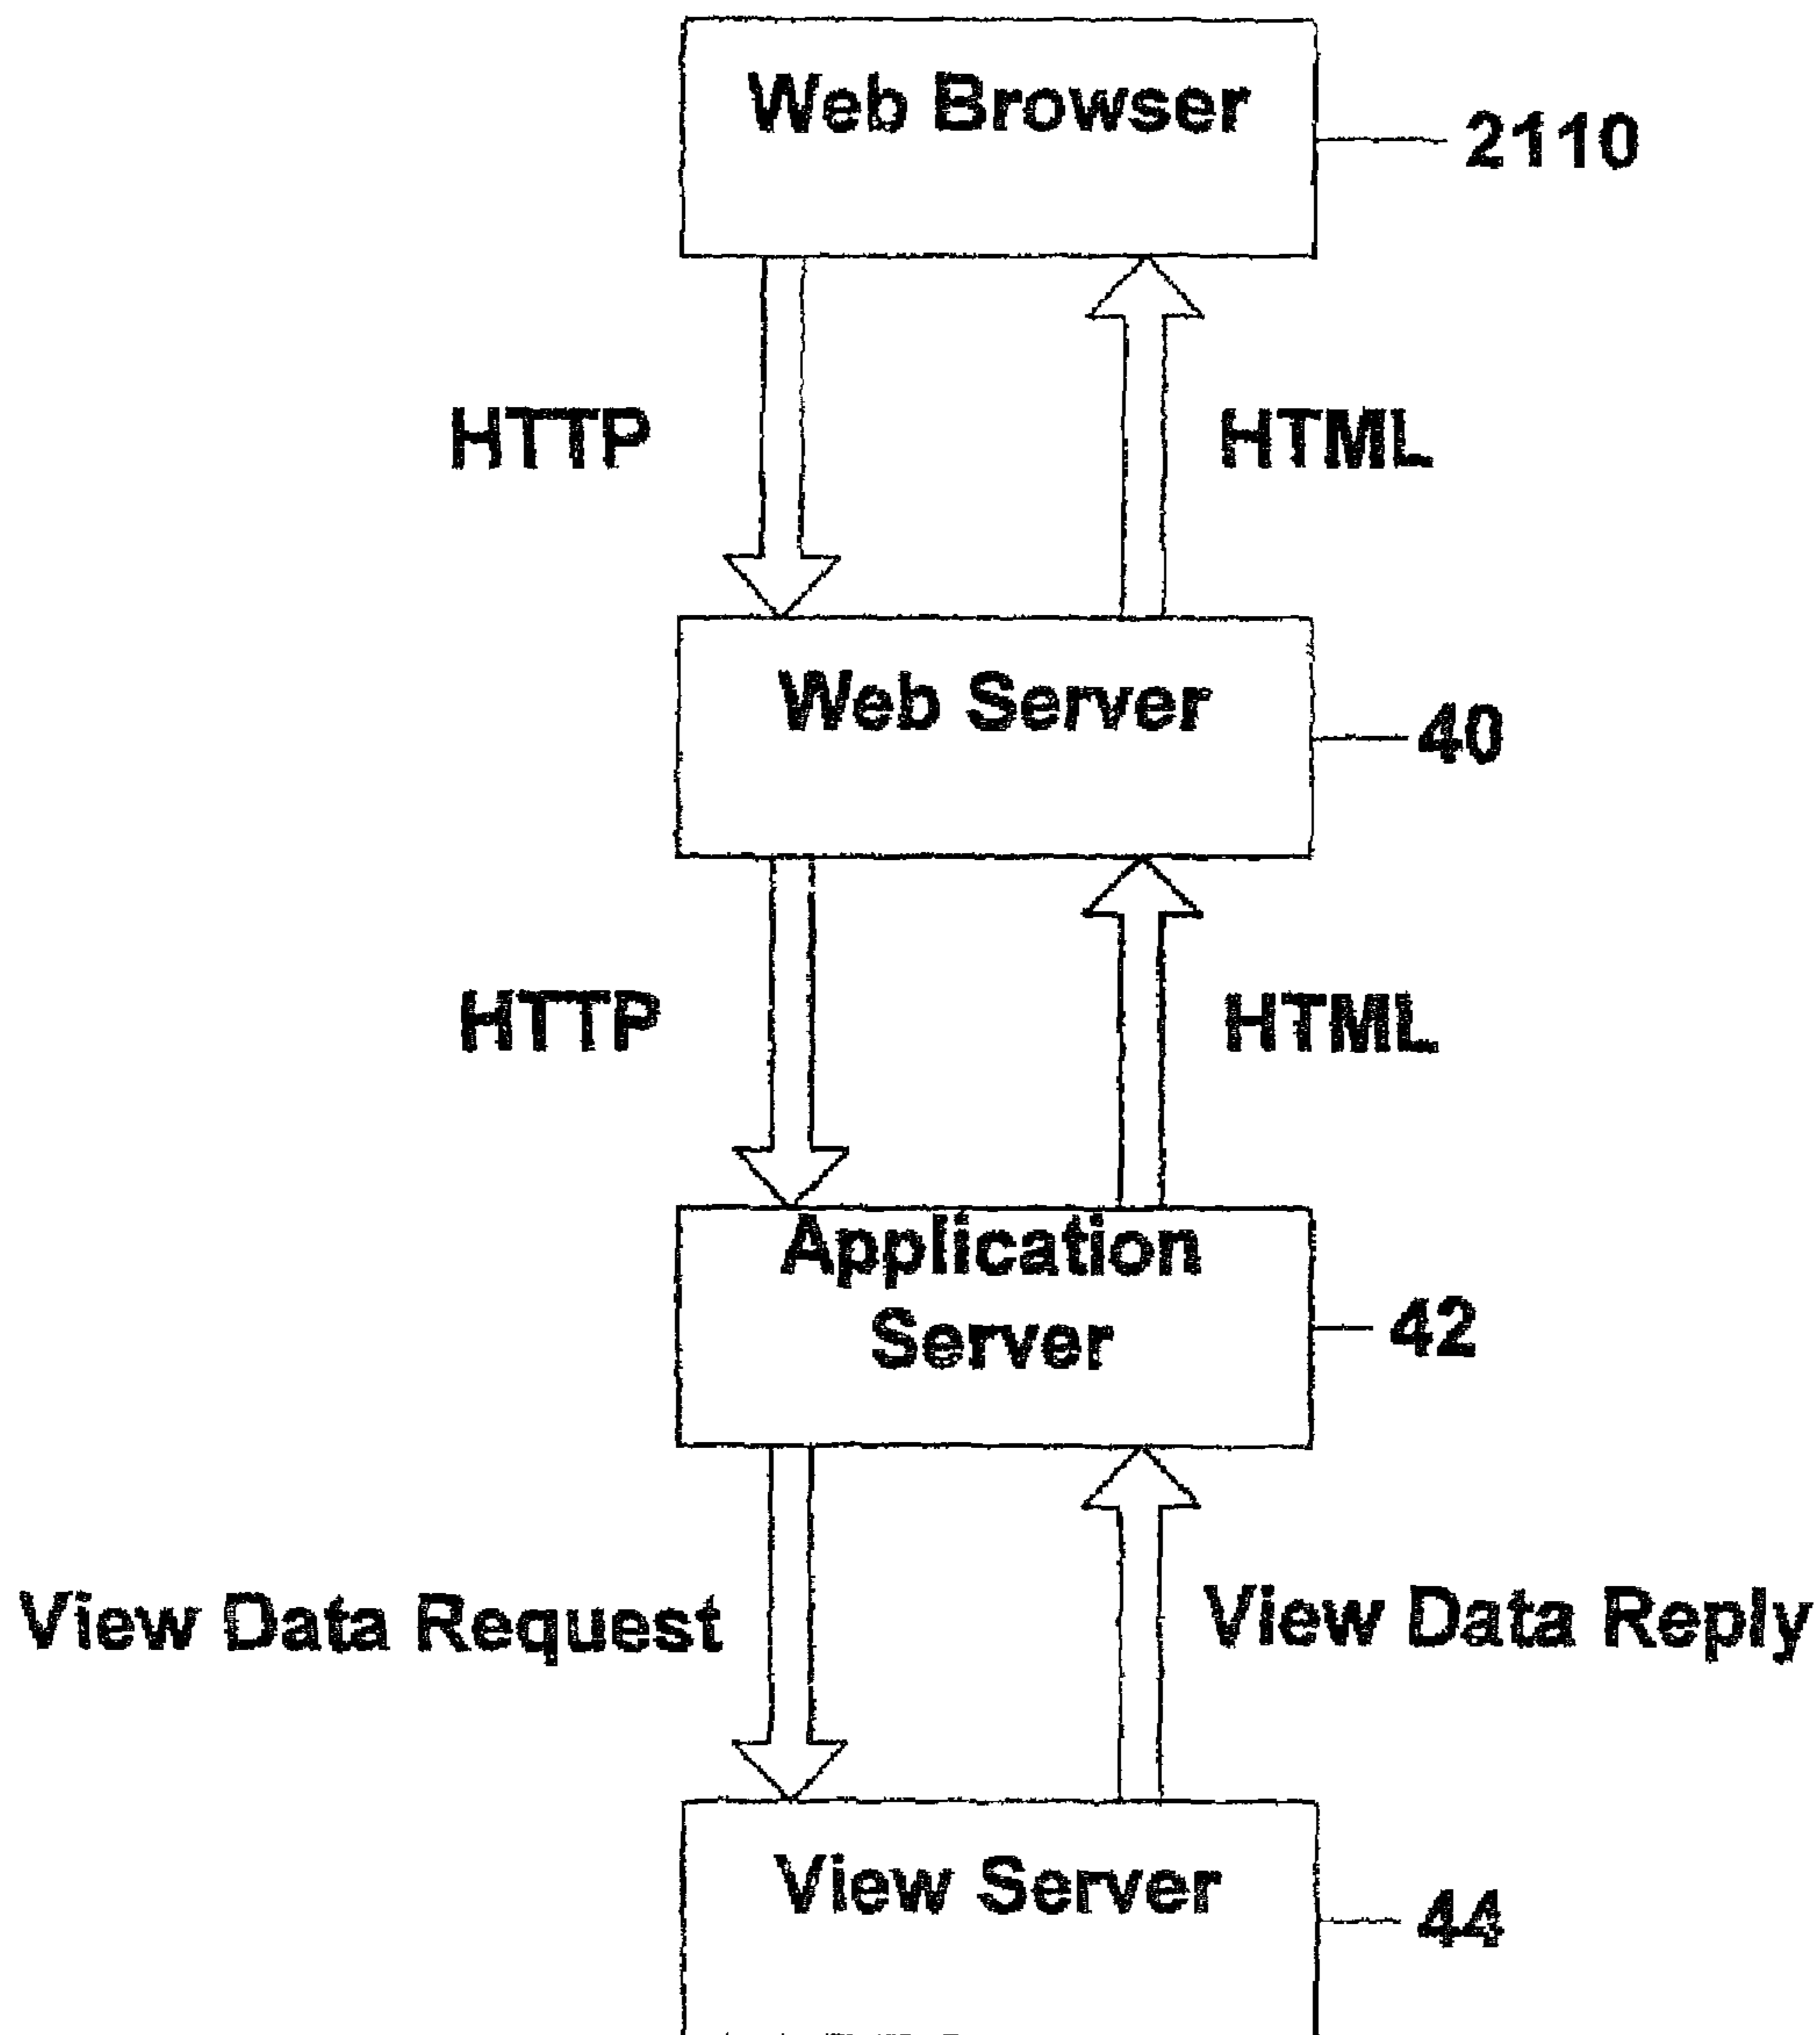 Web Browser
2110
HTTP
HTML
Web Server
40
HTTP
HTML
Application
Server
42
View Data Request
View Data Reply
View Server
44